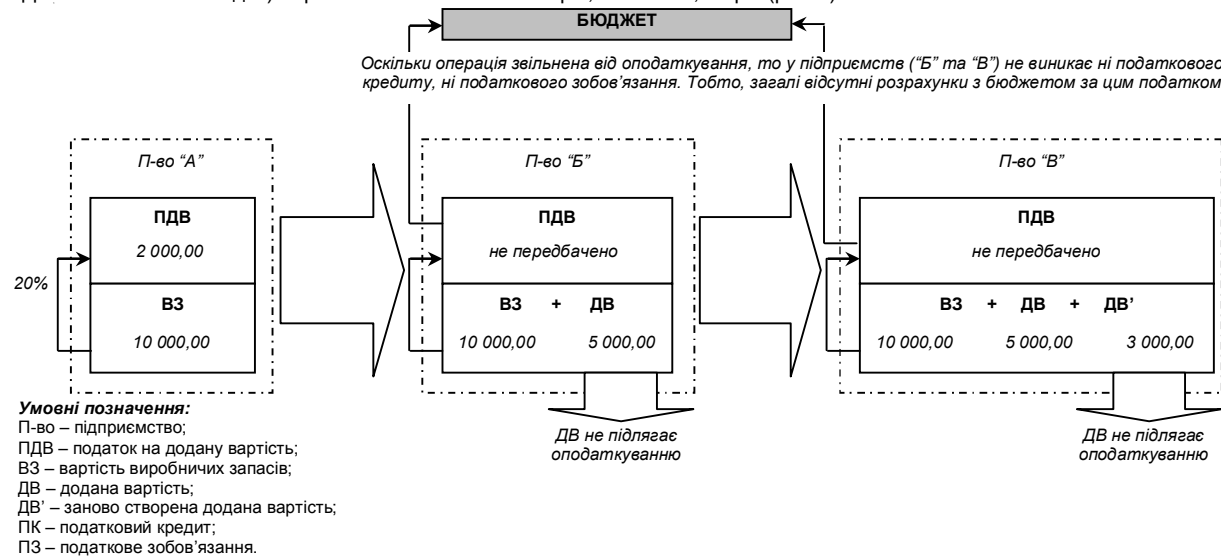 БЮДЖЕТ
Оскільки операція звільнена від оподаткування, то у підприємств (“Б” та “В”) не виникає ні податкового
кредиту, ні податкового зобов’язання. Тобто, загалі відсутні розрахунки з бюджетом за цим податком
П-во “А”
П-во “Б”
П-во “В”
ПДВ
ПДВ
ПДВ
2 000,00
не передбачено
не передбачено
20%
ВЗ
ВЗ + ДВ
ВЗ + ДВ + ДВ’
10 000,00
10 000,00 5 000,00
10 000,00 5 000,00 3 000,00
Умовні позначення:
П-во – підприємство;
ПДВ – податок на додану вартість;
ВЗ – вартість виробничих запасів;
ДВ – додана вартість;
ДВ’ – заново створена додана вартість;
ПК – податковий кредит;
ПЗ – податкове зобов’язання.
ДВ не підлягає
оподаткуванню
ДВ не підлягає
оподаткуванню